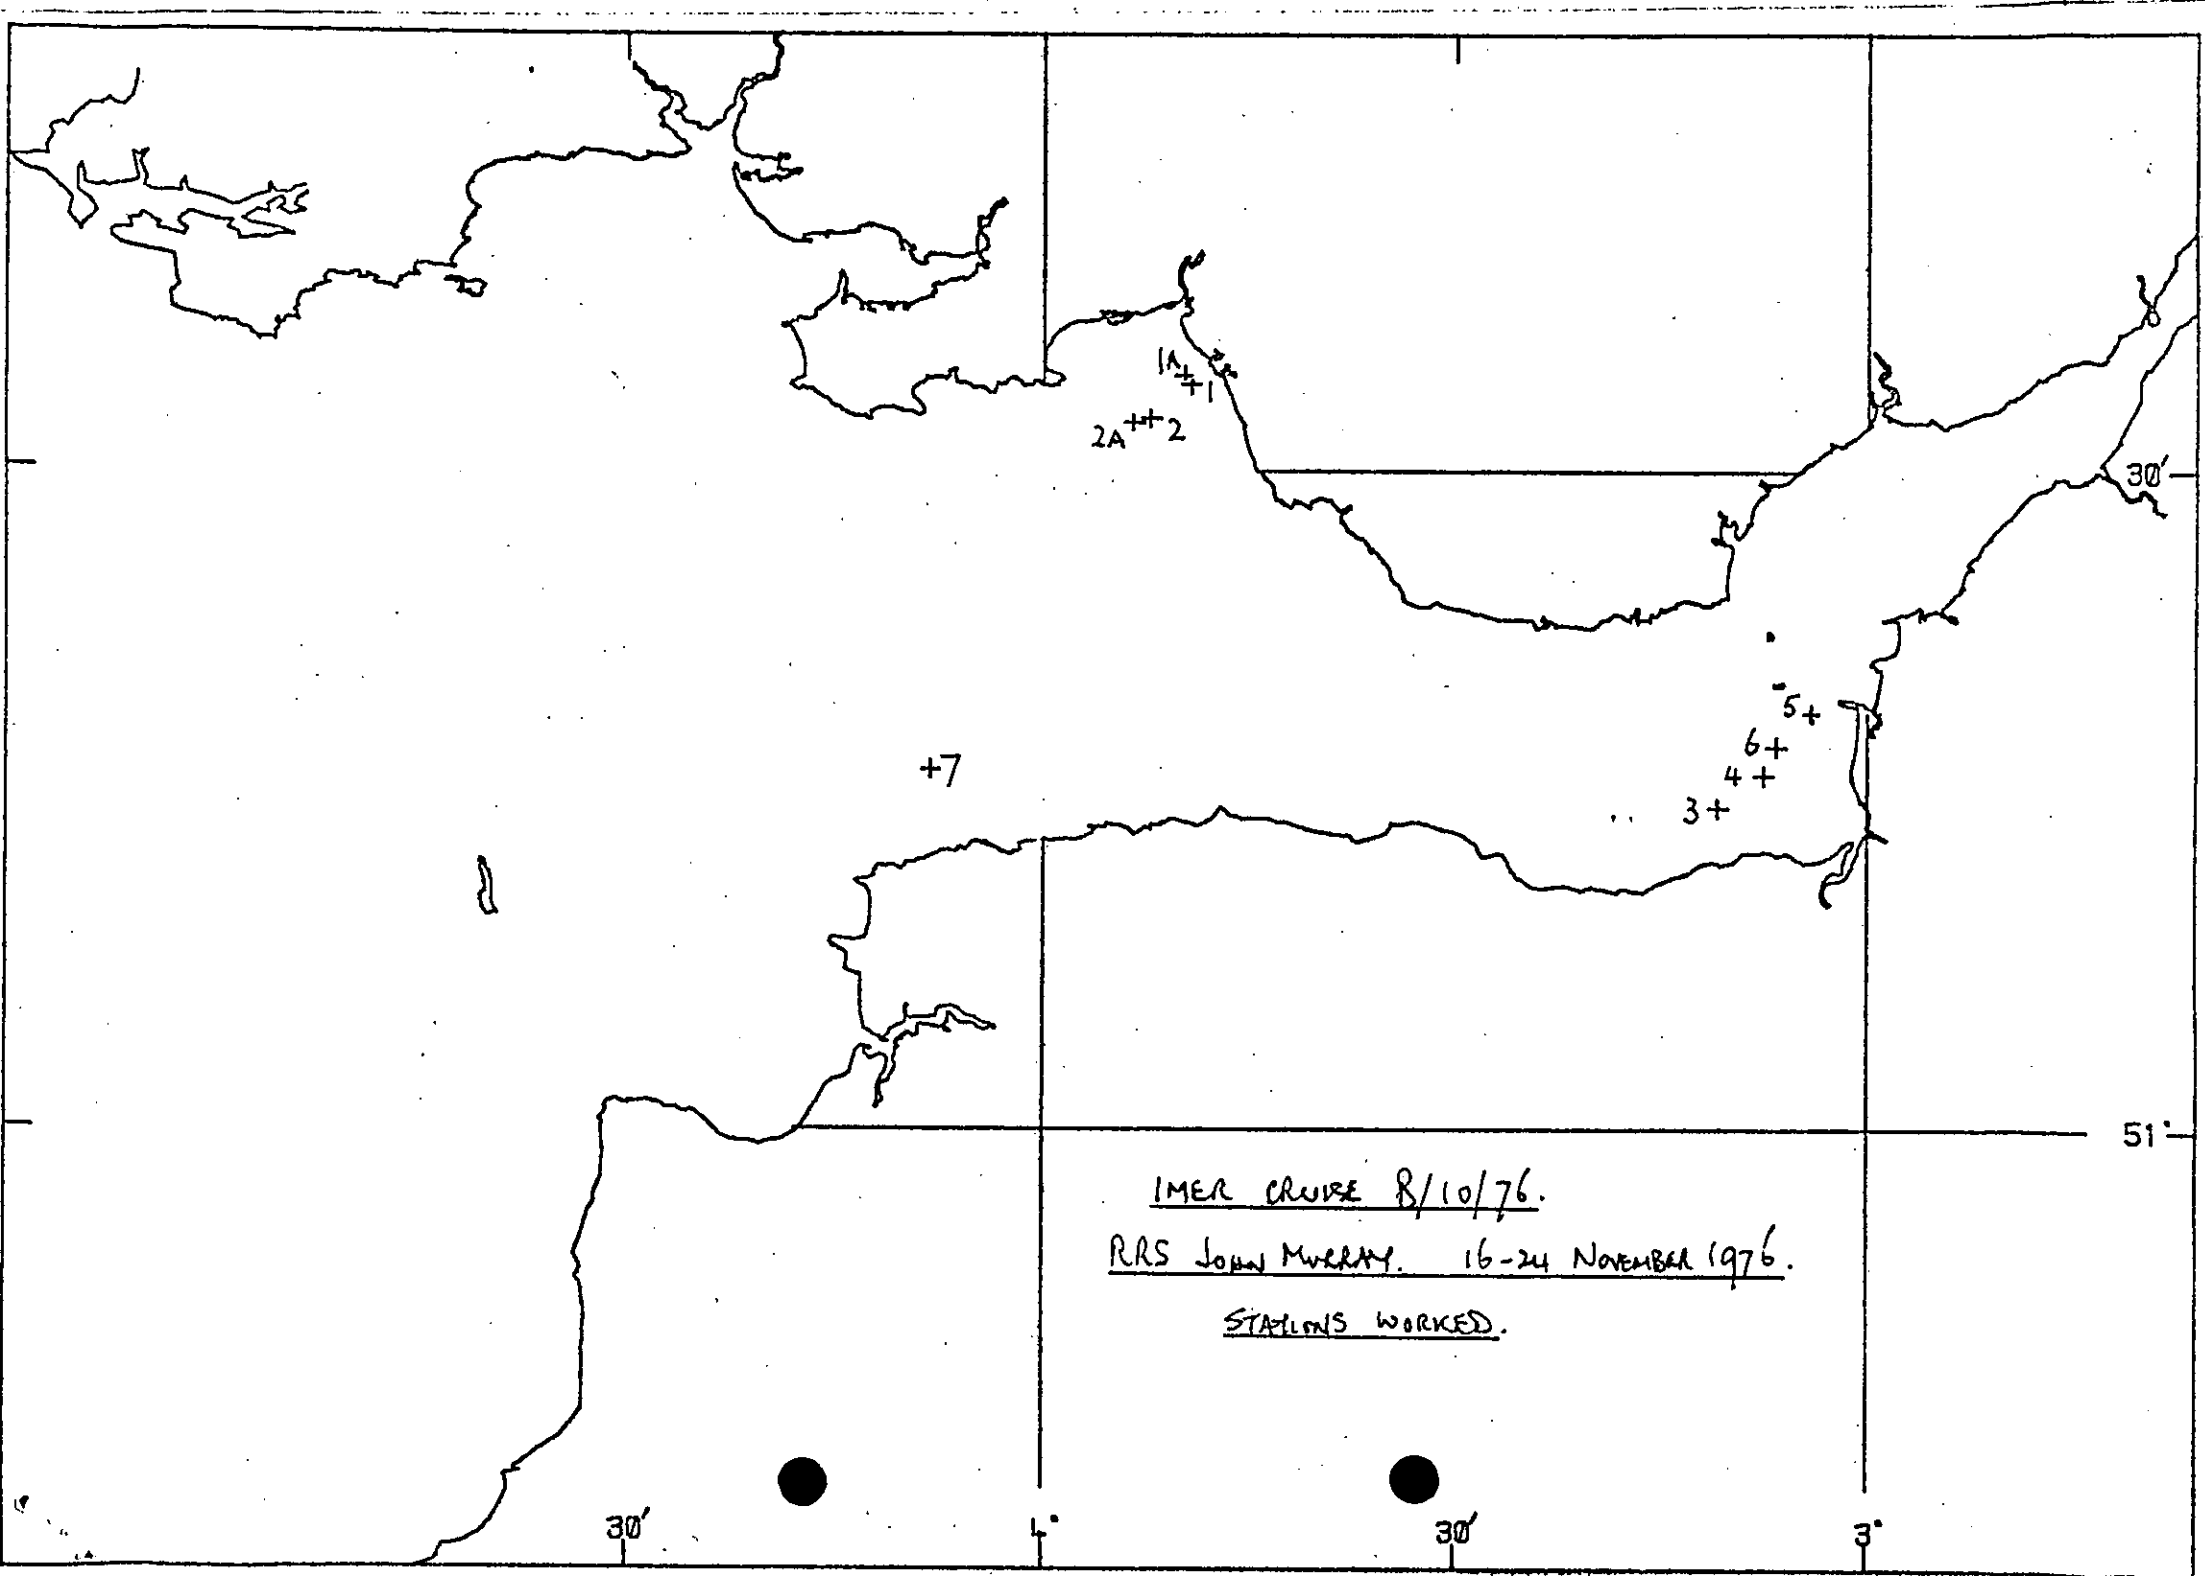 1A
1
2A 2
30'
5
6
7
4
3
51°
IMER CRUISE 8/10/76.
RRS JOHN MURRAY. 16-24 NOVEMBER 1976.
STATIONS WORKED.
30' 4° 30' 3°